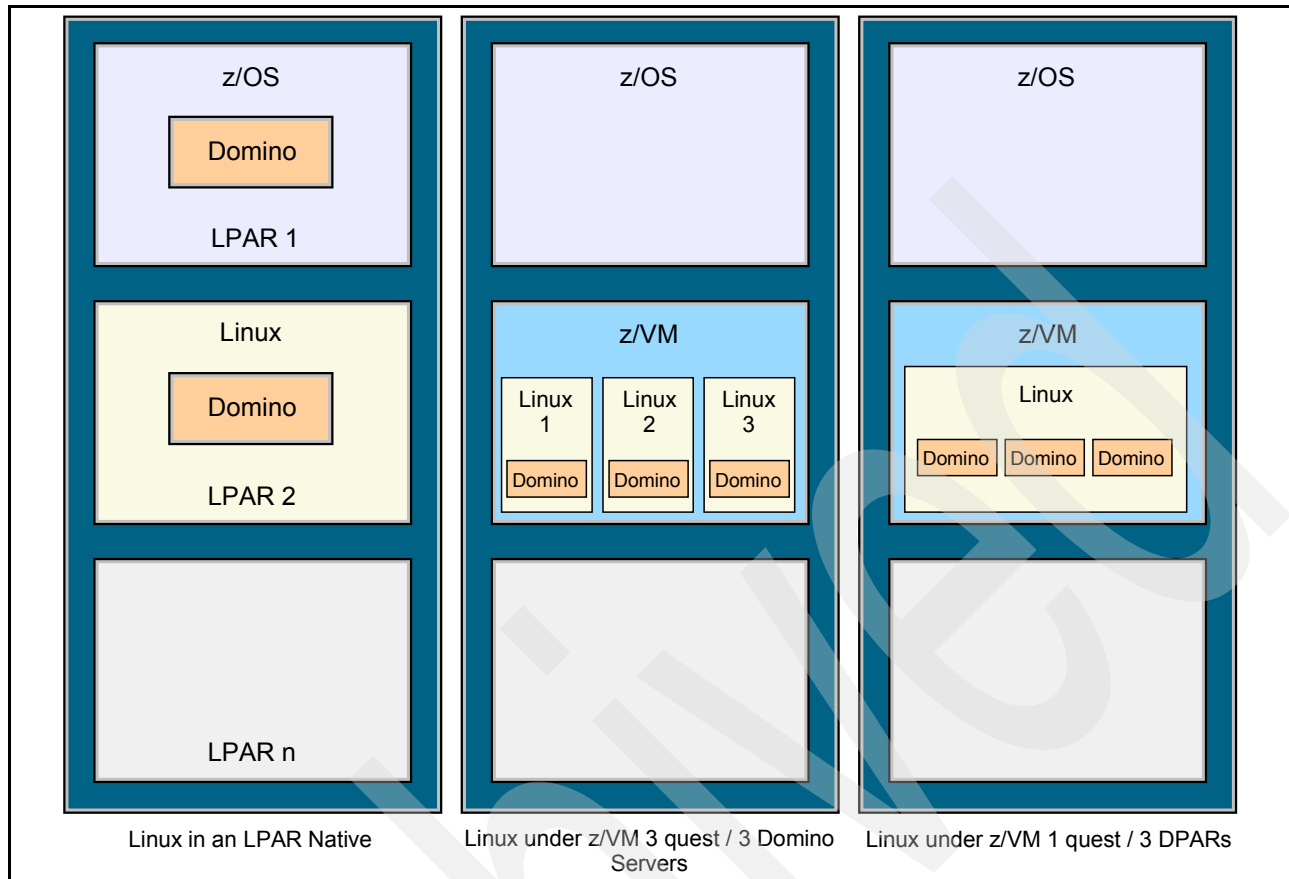 z/OS
Domino
LPAR 1
Linux
Domino
LPAR 2
LPAR n
Linux in an LPAR Native
z/OS
z/VM
Linux
1
Domino
Linux
2
Domino
Linux
3
Domino
Linux under z/VM 3 quest / 3 Domino
Servers
z/OS
z/VM
Linux
Domino Domino Domino
Linux under z/VM 1 quest / 3 DPARs